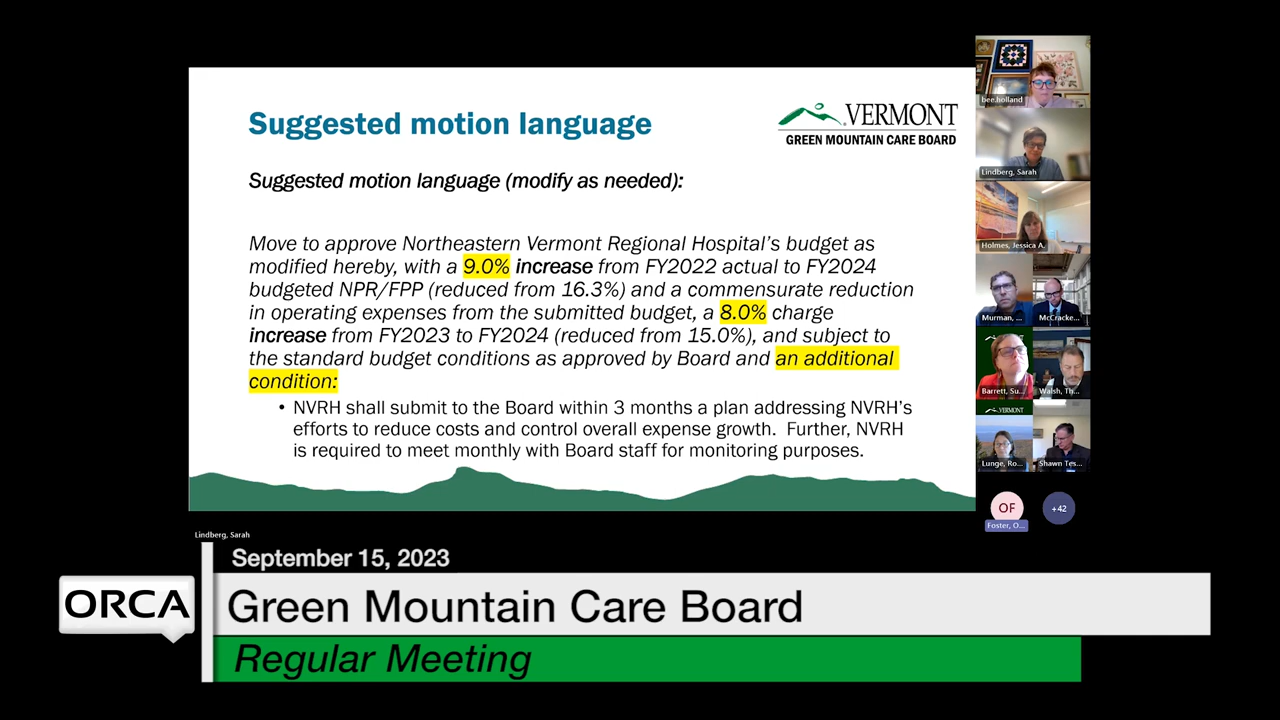 Suggested motion language
VERMONT
GREEN MOUNTAIN CARE BOARD
Suggested motion language (modify as needed):
Move to approve Northeastern Vermont Regional Hospital's budget as
modified hereby, with a 9.0% increase from FY2022 actual to FY2024
budgeted NPR/FPP (reduced from 16.3%) and a commensurate reduction
in operating expenses from the submitted budget, a 8.0% charge
increase from FY2023 to FY2024 (reduced from 15.0%), and subject to
the standard budget conditions as approved by Board and an additional
condition:
• NVRH shall submit to the Board within 3 months a plan addressing NVRH's
efforts to reduce costs and control overall expense growth. Further, NVRH
is required to meet monthly with Board staff for monitoring purposes.
bee.holland
Lindberg, Sarah
Holmes, Jessica A.
Murman, ...
McCracke...
Barrett, Su...
Walsh, Th...
VERMONT
Lunge, Ro...
Shawn Tes...
OF
+42
Foster, O...
Lindberg, Sarah
September 15, 2023
ORCA
Green Mountain Care Board
Regular Meeting